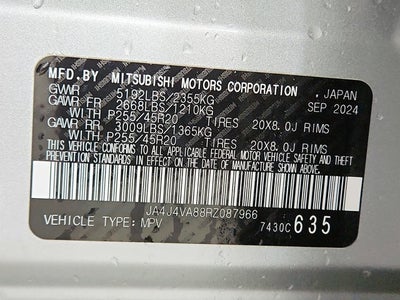 MFD.BY MITSUBISHI MOTORS CORPORATION, JAPAN
GVWR 5192LBS/2355KG SEP 2024
GAWR FR 2668LBS/1210KG
WITH P255/45R20 TIRES 20X8.0J RIMS
GAWR RR 3009LBS/1365KG
WITH P255/45R20 TIRES 20X8.0J RIMS
THIS VEHICLE CONFORMS TO ALL APPLICABLE U.S. FEDERAL MOTOR VEHICLE SAFETY AND THEFT
PREVENTION STANDARDS IN EFFECT ON THE DATE OF MANUFACTURE SHOWN ABOVE.
JA4J4VA88RZ087966
VEHICLE TYPE: MPV 7430C635